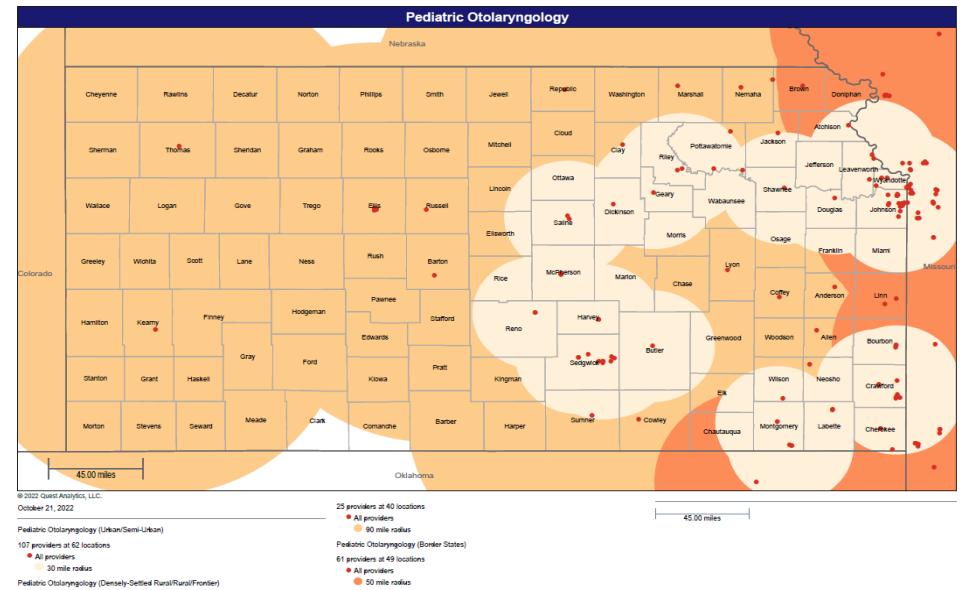 Pediatric Otolaryngology
Nebraska
Cheyenne Rawlins Decatur Norton Phillips Smith Jewell Republic Washington Marshall Nemaha Brown Doniphan
Sherman Thomas Sheridan Graham Rooks Osborne Mitchell Cloud Clay Riley Pottawatomie Jackson Atchison
Jefferson Leavenworth
Wyandotte
Wallace Logan Gove Trego Ellis Russell Lincoln Ottawa Geary Wabaunsee Shawnee
Ellsworth Saline Dickinson Morris Osage Douglas Johnson
Colorado
Greeley Wichita Scott Lane Ness Rush Barton Rice McPherson Marion Chase Lyon Franklin Miami
Missouri
Hamilton Kearny Finney Hodgeman Pawnee Stafford Reno Harvey Coffey Anderson Linn
Edwards
Gray Ford Sedgwick Butler Greenwood Woodson Allen Bourbon
Stanton Grant Haskell Kiowa Pratt Kingman Elk Wilson Neosho Crawford
Morton Stevens Seward Meade Clark Comanche Barber Harper Sumner Cowley Chautauqua Montgomery Labette Cherokee
45.00 miles
Oklahoma
© 2022 Quest Analytics, LLC.
October 21, 2022
Pediatric Otolaryngology (Urban/Semi-Urban)
107 providers at 62 locations
All providers
30 mile radius
Pediatric Otolaryngology (Densely-Settled Rural/Rural/Frontier)
25 providers at 40 locations
All providers
90 mile radius
Pediatric Otolaryngology (Border States)
61 providers at 49 locations
All providers
50 mile radius
45.00 miles